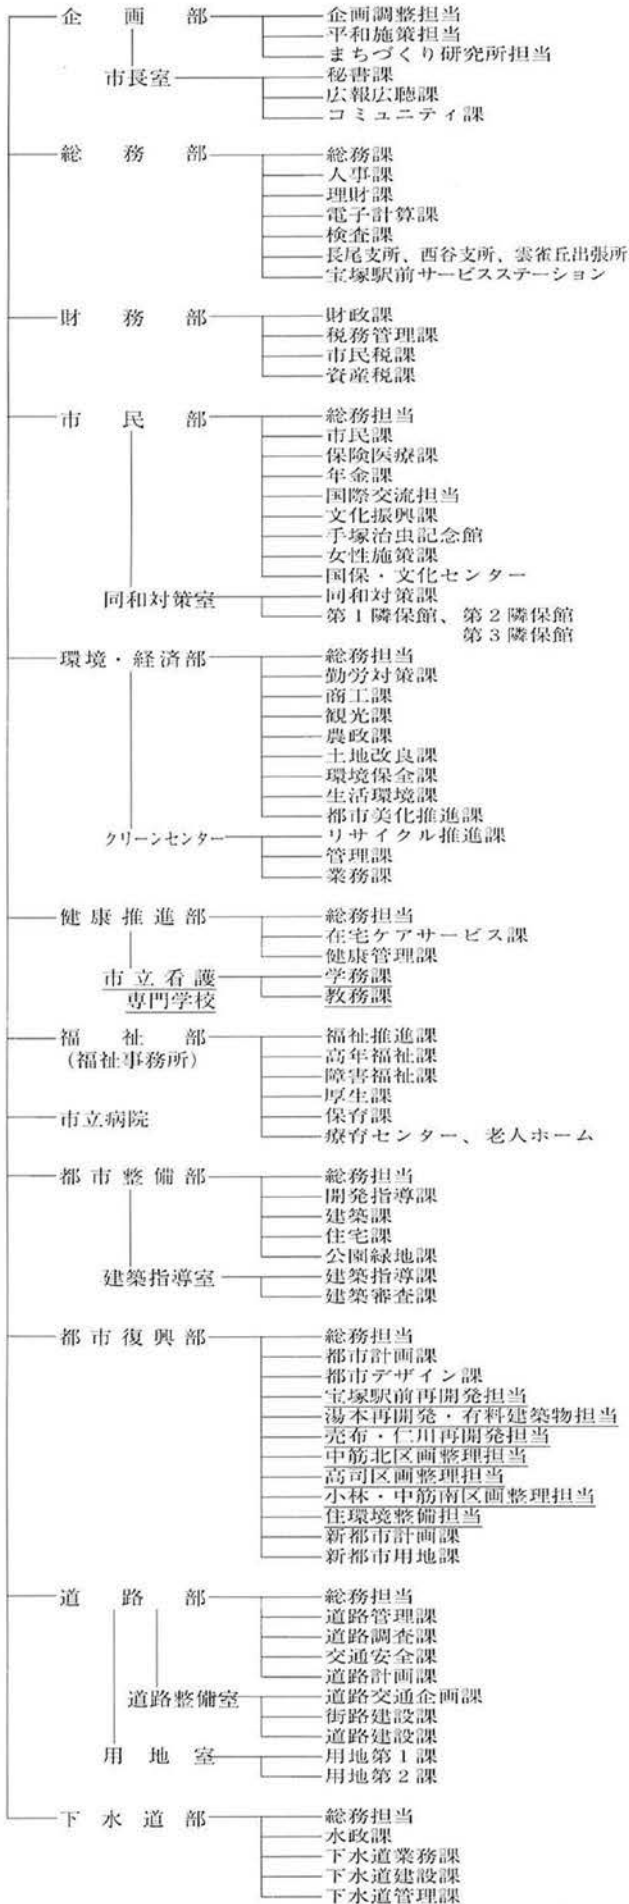 企画部 企画調整担当
平和施策担当
まちづくり研究所担当
市長室 秘書課
広報広聴課
コミュニティ課
総務部 総務課
人事課
理財課
電子計算課
検査課
長尾支所、西谷支所、雲雀丘出張所
宝塚駅前サービスステーション
財務部 財政課
税務管理課
市民税課
資産税課
市民部 総務担当
市民課
保険医療課
年金課
国際交流担当
文化振興課
手塚治虫記念館
女性施策課
国保・文化センター
同和対策室 同和対策課
第1隣保館、第2隣保館
第3隣保館
環境・経済部 総務担当
勤労対策課
商工課
観光課
農政課
土地改良課
環境保全課
生活環境課
都市美化推進課
クリーンセンター リサイクル推進課
管理課
業務課
健康推進部 総務担当
在宅ケアサービス課
健康管理課
市立看護 学務課
専門学校 教務課
福祉部 福祉推進課
(福祉事務所) 高年福祉課
障害福祉課
厚生課
市立病院 保育課
療育センター、老人ホーム
都市整備部 総務担当
開発指導課
建築課
住宅課
公園緑地課
建築指導室 建築指導課
建築審査課
都市復興部 総務担当
都市計画課
都市デザイン課
宝塚駅前再開発担当
湯本再開発・有料建築物担当
売布・仁川再開発担当
中筋北区画整理担当
高司区画整理担当
小林・中筋南区画整理担当
住環境整備担当
新都市計画課
新都市用地課
道路部 総務担当
道路管理課
道路調査課
交通安全課
道路計画課
道路整備室 道路交通企画課
街路建設課
道路建設課
用地室 用地第1課
用地第2課
下水道部 総務担当
水政課
下水道業務課
下水道建設課
下水道管理課